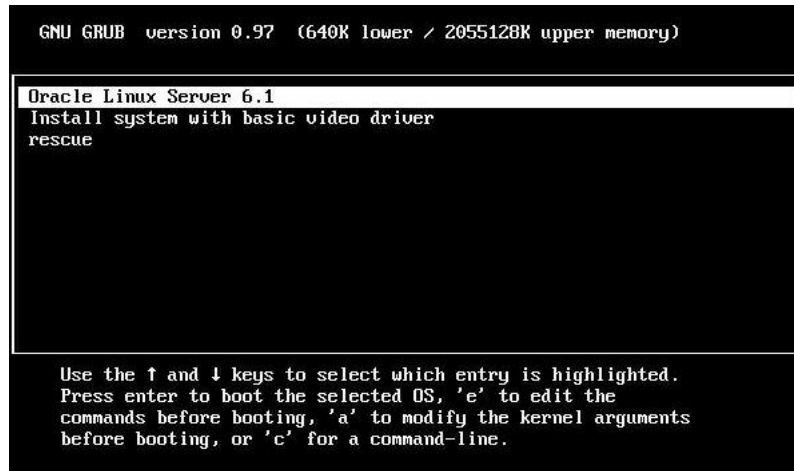 GNU GRUB version 0.97 (640K lower / 2055128K upper memory)
Oracle Linux Server 6.1
Install system with basic video driver
rescue
Use the ↑ and ↓ keys to select which entry is highlighted.
Press enter to boot the selected OS, 'e' to edit the
commands before booting, 'a' to modify the kernel arguments
before booting, or 'c' for a command-line.